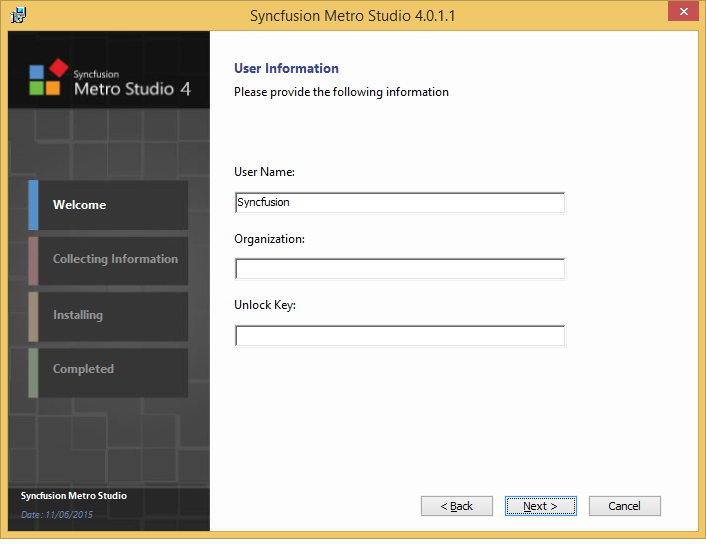 Syncfusion Metro Studio 4.0.1.1
Syncfusion
Metro Studio 4
Welcome
Collecting Information
Installing
Completed
Syncfusion Metro Studio
Date: 11/06/2015
User Information
Please provide the following information
User Name:
Syncfusion
Organization:
Unlock Key:
< Back
Next >
Cancel